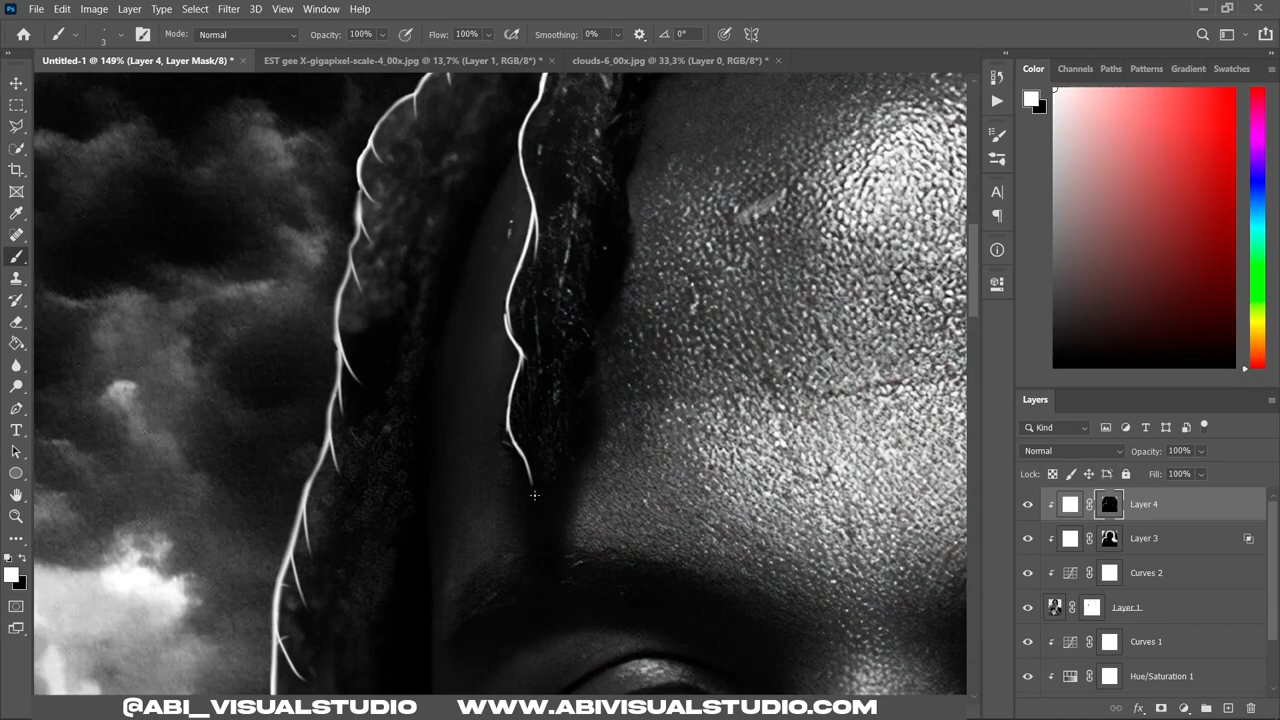 File Edit Image Layer Type Select Filter 3D View Window Help
3 Mode: Normal Opacity: 100% Flow: 100% Smoothing: 0% 0°
Untitled-1 @ 149% (Layer 4, Layer Mask/8) * EST gee X-gigapixel-scale-4_00x.jpg @ 13,7% (Layer 1, RGB/8*) * clouds-6_00x.jpg @ 33,3% (Layer 0, RGB/8*) *
Color Channels Paths Patterns Gradient Swatches
Layers
Kind
Normal Opacity: 100%
Lock: Fill: 100%
Layer 4
Layer 3
Curves 2
Layer 1
Curves 1
Hue/Saturation 1
@ABI_VISUALSTUDIO WWW.ABIVISUALSTUDIO.COM